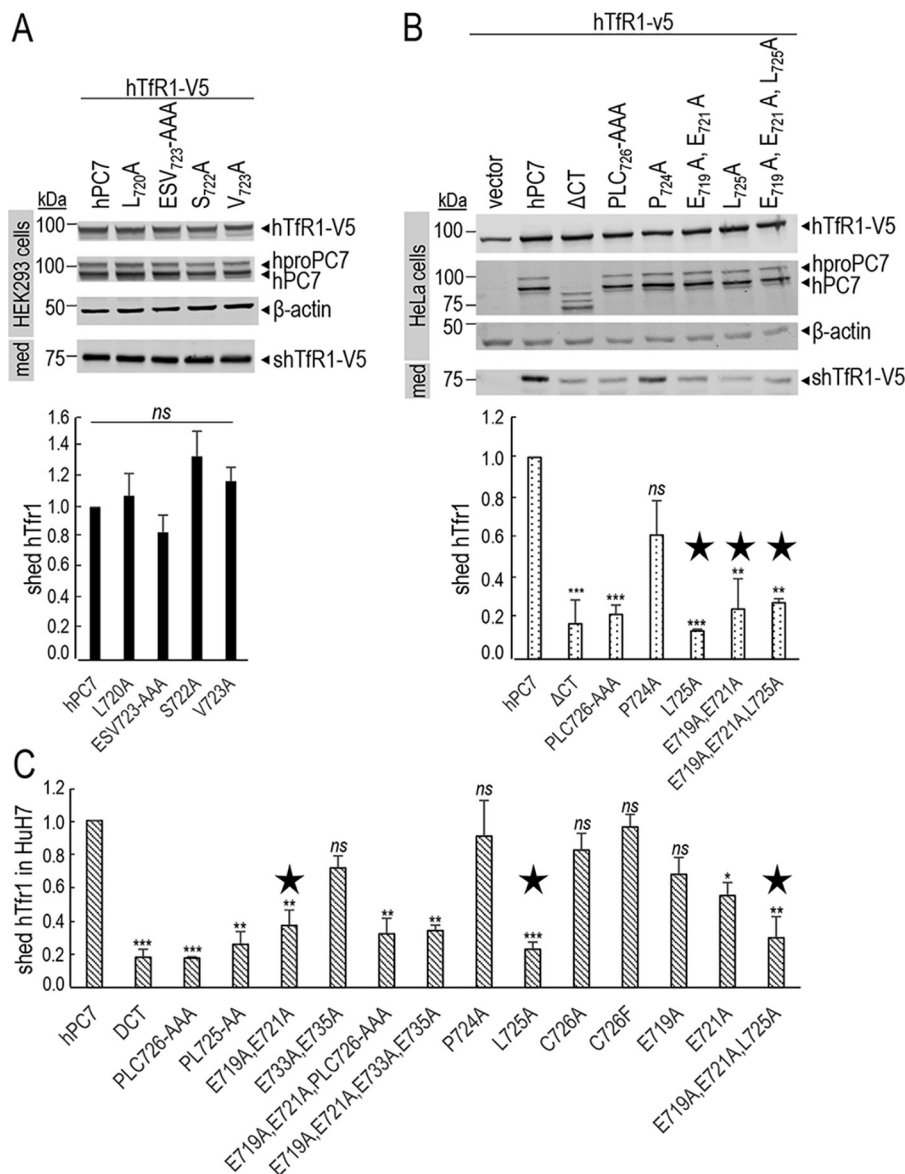 A
hTfR1-V5
hPC7
L720A
ESV723-AAA
S722A
V723A
kDa
HEK293 cells
100
hTfR1-V5
100
hproPC7
hPC7
50
β-actin
med
75
shTfR1-V5
ns
shed hTfr1
1.6
1.4
1.2
1.0
0.8
0.6
0.4
0.2
0.0
hPC7
L720A
ESV723-AAA
S722A
V723A
B
hTfR1-v5
vector
hPC7
ΔCT
PLC726-AAA
P724A
E719A, E721A
L725A
E719A, E721A, L725A
kDa
HeLa cells
100
hTfR1-V5
100
hproPC7
hPC7
75
50
β-actin
med
75
shTfR1-V5
shed hTfr1
1.2
1.0
0.8
0.6
0.4
0.2
0.0
***
***
ns
***
**
**
hPC7
ΔCT
PLC726-AAA
P724A
L725A
E719A,E721A
E719A,E721A,L725A
C
shed hTfr1 in HuH7
1.2
1.0
0.8
0.6
0.4
0.2
0.0
***
***
**
**
ns
**
**
ns
***
ns
ns
ns
*
**
hPC7
DCT
PLC726-AAA
PL725-AA
E719A,E721A
E733A,E735A
E719A,E721A,PLC726-AAA
E719A,E721A,E733A,E735A
P724A
L725A
C726A
C726F
E719A
E721A
E719A,E721A,L725A